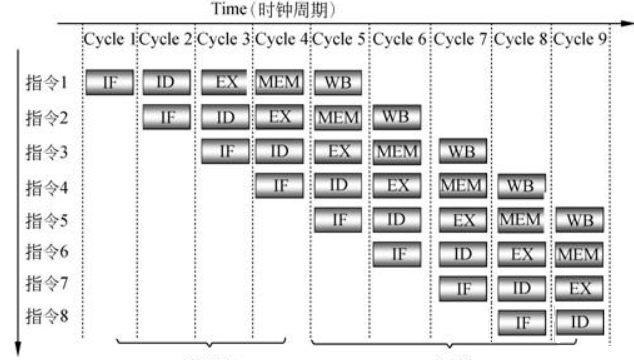 Time(时钟周期)
Cycle 1 Cycle 2 Cycle 3 Cycle 4 Cycle 5 Cycle 6 Cycle 7 Cycle 8 Cycle 9
指令1 IF ID EX MEM WB
指令2 IF ID EX MEM WB
指令3 IF ID EX MEM WB
指令4 IF ID EX MEM WB
指令5 IF ID EX MEM WB
指令6 IF ID EX MEM
指令7 IF ID EX
指令8 IF ID